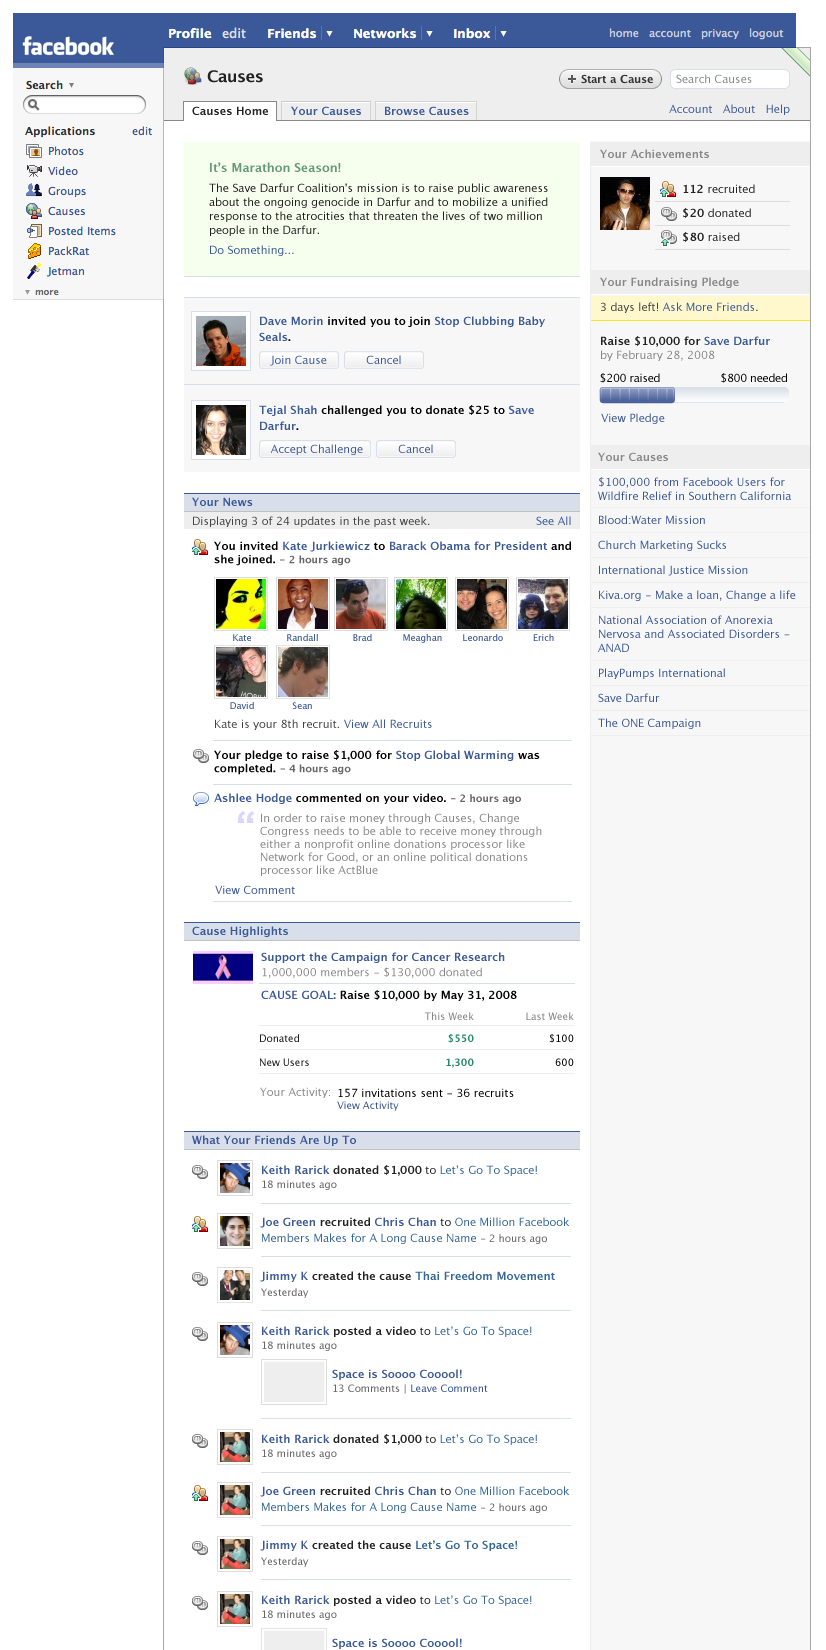 facebook
Profile edit Friends ▼ Networks ▼ Inbox ▼
home account privacy logout
Search ▼
Applications edit
Photos
Video
Groups
Causes
Posted Items
PackRat
Jetman
▼ more
Causes
+ Start a Cause
Search Causes
Causes Home Your Causes Browse Causes
Account About Help
It's Marathon Season!
The Save Darfur Coalition's mission is to raise public awareness
about the ongoing genocide in Darfur and to mobilize a unified
response to the atrocities that threaten the lives of two million
people in the Darfur.
Do Something...
Dave Morin invited you to join Stop Clubbing Baby
Seals.
Join Cause Cancel
Tejal Shah challenged you to donate $25 to Save
Darfur.
Accept Challenge Cancel
Your News
Displaying 3 of 24 updates in the past week. See All
You invited Kate Jurkiewicz to Barack Obama for President and
she joined. – 2 hours ago
Kate Randall Brad Meaghan Leonardo Erich
David Sean
Kate is your 8th recruit. View All Recruits
Your pledge to raise $1,000 for Stop Global Warming was
completed. – 4 hours ago
Ashlee Hodge commented on your video. – 2 hours ago
“ In order to raise money through Causes, Change
Congress needs to be able to receive money through
either a nonprofit online donations processor like
Network for Good, or an online political donations
processor like ActBlue
View Comment
Cause Highlights
Support the Campaign for Cancer Research
1,000,000 members – $130,000 donated
CAUSE GOAL: Raise $10,000 by May 31, 2008
This Week Last Week
Donated $550 $100
New Users 1,300 600
Your Activity: 157 invitations sent – 36 recruits
View Activity
What Your Friends Are Up To
Keith Rarick donated $1,000 to Let's Go To Space!
18 minutes ago
Joe Green recruited Chris Chan to One Million Facebook
Members Makes for A Long Cause Name – 2 hours ago
Jimmy K created the cause Thai Freedom Movement
Yesterday
Keith Rarick posted a video to Let's Go To Space!
18 minutes ago
Space is Soooo Cooool!
13 Comments | Leave Comment
Keith Rarick donated $1,000 to Let's Go To Space!
18 minutes ago
Joe Green recruited Chris Chan to One Million Facebook
Members Makes for A Long Cause Name – 2 hours ago
Jimmy K created the cause Let's Go To Space!
Yesterday
Keith Rarick posted a video to Let's Go To Space!
18 minutes ago
Space is Soooo Cooool!
Your Achievements
112 recruited
$20 donated
$80 raised
Your Fundraising Pledge
3 days left! Ask More Friends.
Raise $10,000 for Save Darfur
by February 28, 2008
$200 raised $800 needed
View Pledge
Your Causes
$100,000 from Facebook Users for
Wildfire Relief in Southern California
Blood:Water Mission
Church Marketing Sucks
International Justice Mission
Kiva.org – Make a loan, Change a life
National Association of Anorexia
Nervosa and Associated Disorders –
ANAD
PlayPumps International
Save Darfur
The ONE Campaign